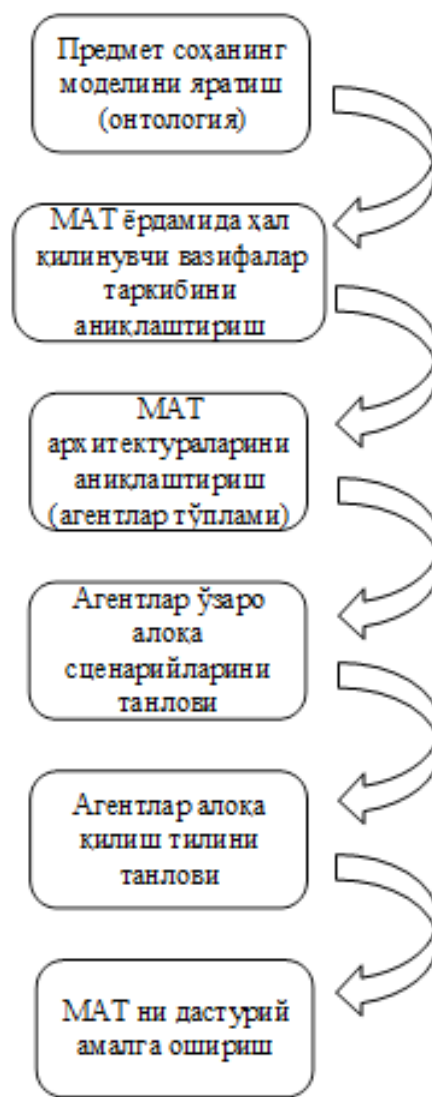 Предмет соҳанинг
моделини яратиш
(онтология)
МАТ ёрдамида ҳал
қилинувчи вазифалар
таркибини
аниқлаштириш
МАТ
архитектураларини
аниқлаштириш
(агентлар тўплами)
Агентлар ўзаро
алоқа
сценарийларини
танлови
Агентлар алоқа
қилиш тилини
танлови
МАТ ни дастурий
амалга ошириш